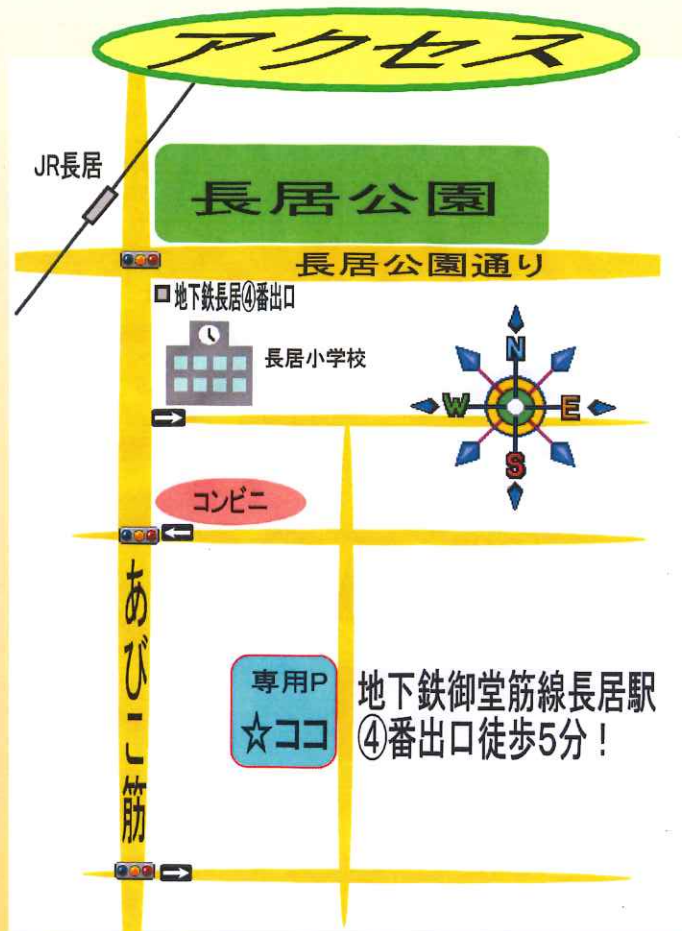 アクセス
JR長居
長居公園
長居公園通り
地下鉄長居④番出口
長居小学校
N
W
E
S
コンビニ
あびこ筋
専用P
☆ココ
地下鉄御堂筋線長居駅
④番出口徒歩5分！